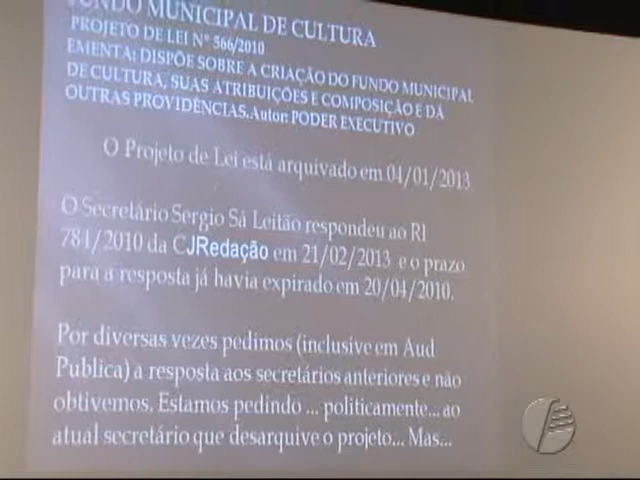 FUNDO MUNICIPAL DE CULTURA
PROJETO DE LEI Nº 566/2010
EMENTA: DISPÕE SOBRE A CRIAÇÃO DO FUNDO MUNICIPAL
DE CULTURA, SUAS ATRIBUIÇÕES E COMPOSIÇÃO E DÁ
OUTRAS PROVIDÊNCIAS.Autor: PODER EXECUTIVO
O Projeto de Lei está arquivado em 04/01/2013
O Secretário Sergio Sá Leitão respondeu ao RI
781/2010 da CJRedação em 21/02/2013 e o prazo
para a resposta já havia expirado em 20/04/2010.
Por diversas vezes pedimos (inclusive em Aud
Publica) a resposta aos secretários anteriores e não
obtivemos. Estamos pedindo ... politicamente... ao
atual secretário que desarquive o projeto... Mas...